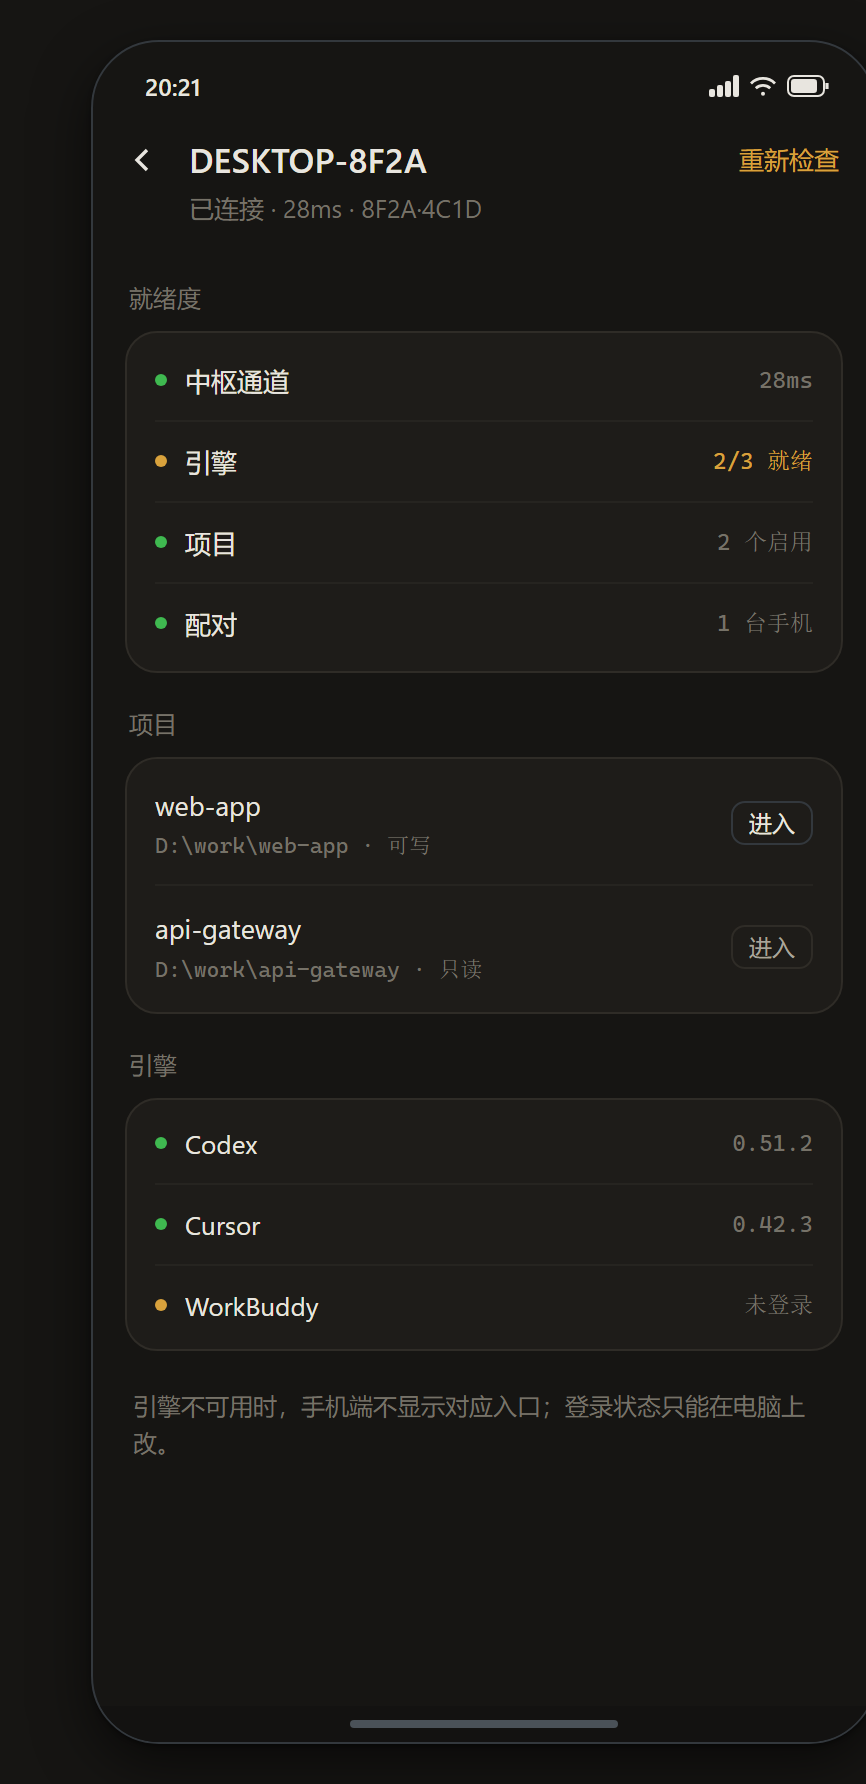 20:21
DESKTOP-8F2A
重新检查
已连接 · 28ms · 8F2A·4C1D
就绪度
中枢通道 28ms
引擎 2/3 就绪
项目 2 个启用
配对 1 台手机
项目
web-app
D:\work\web-app · 可写
进入
api-gateway
D:\work\api-gateway · 只读
进入
引擎
Codex 0.51.2
Cursor 0.42.3
WorkBuddy 未登录
引擎不可用时，手机端不显示对应入口；登录状态只能在电脑上
改。